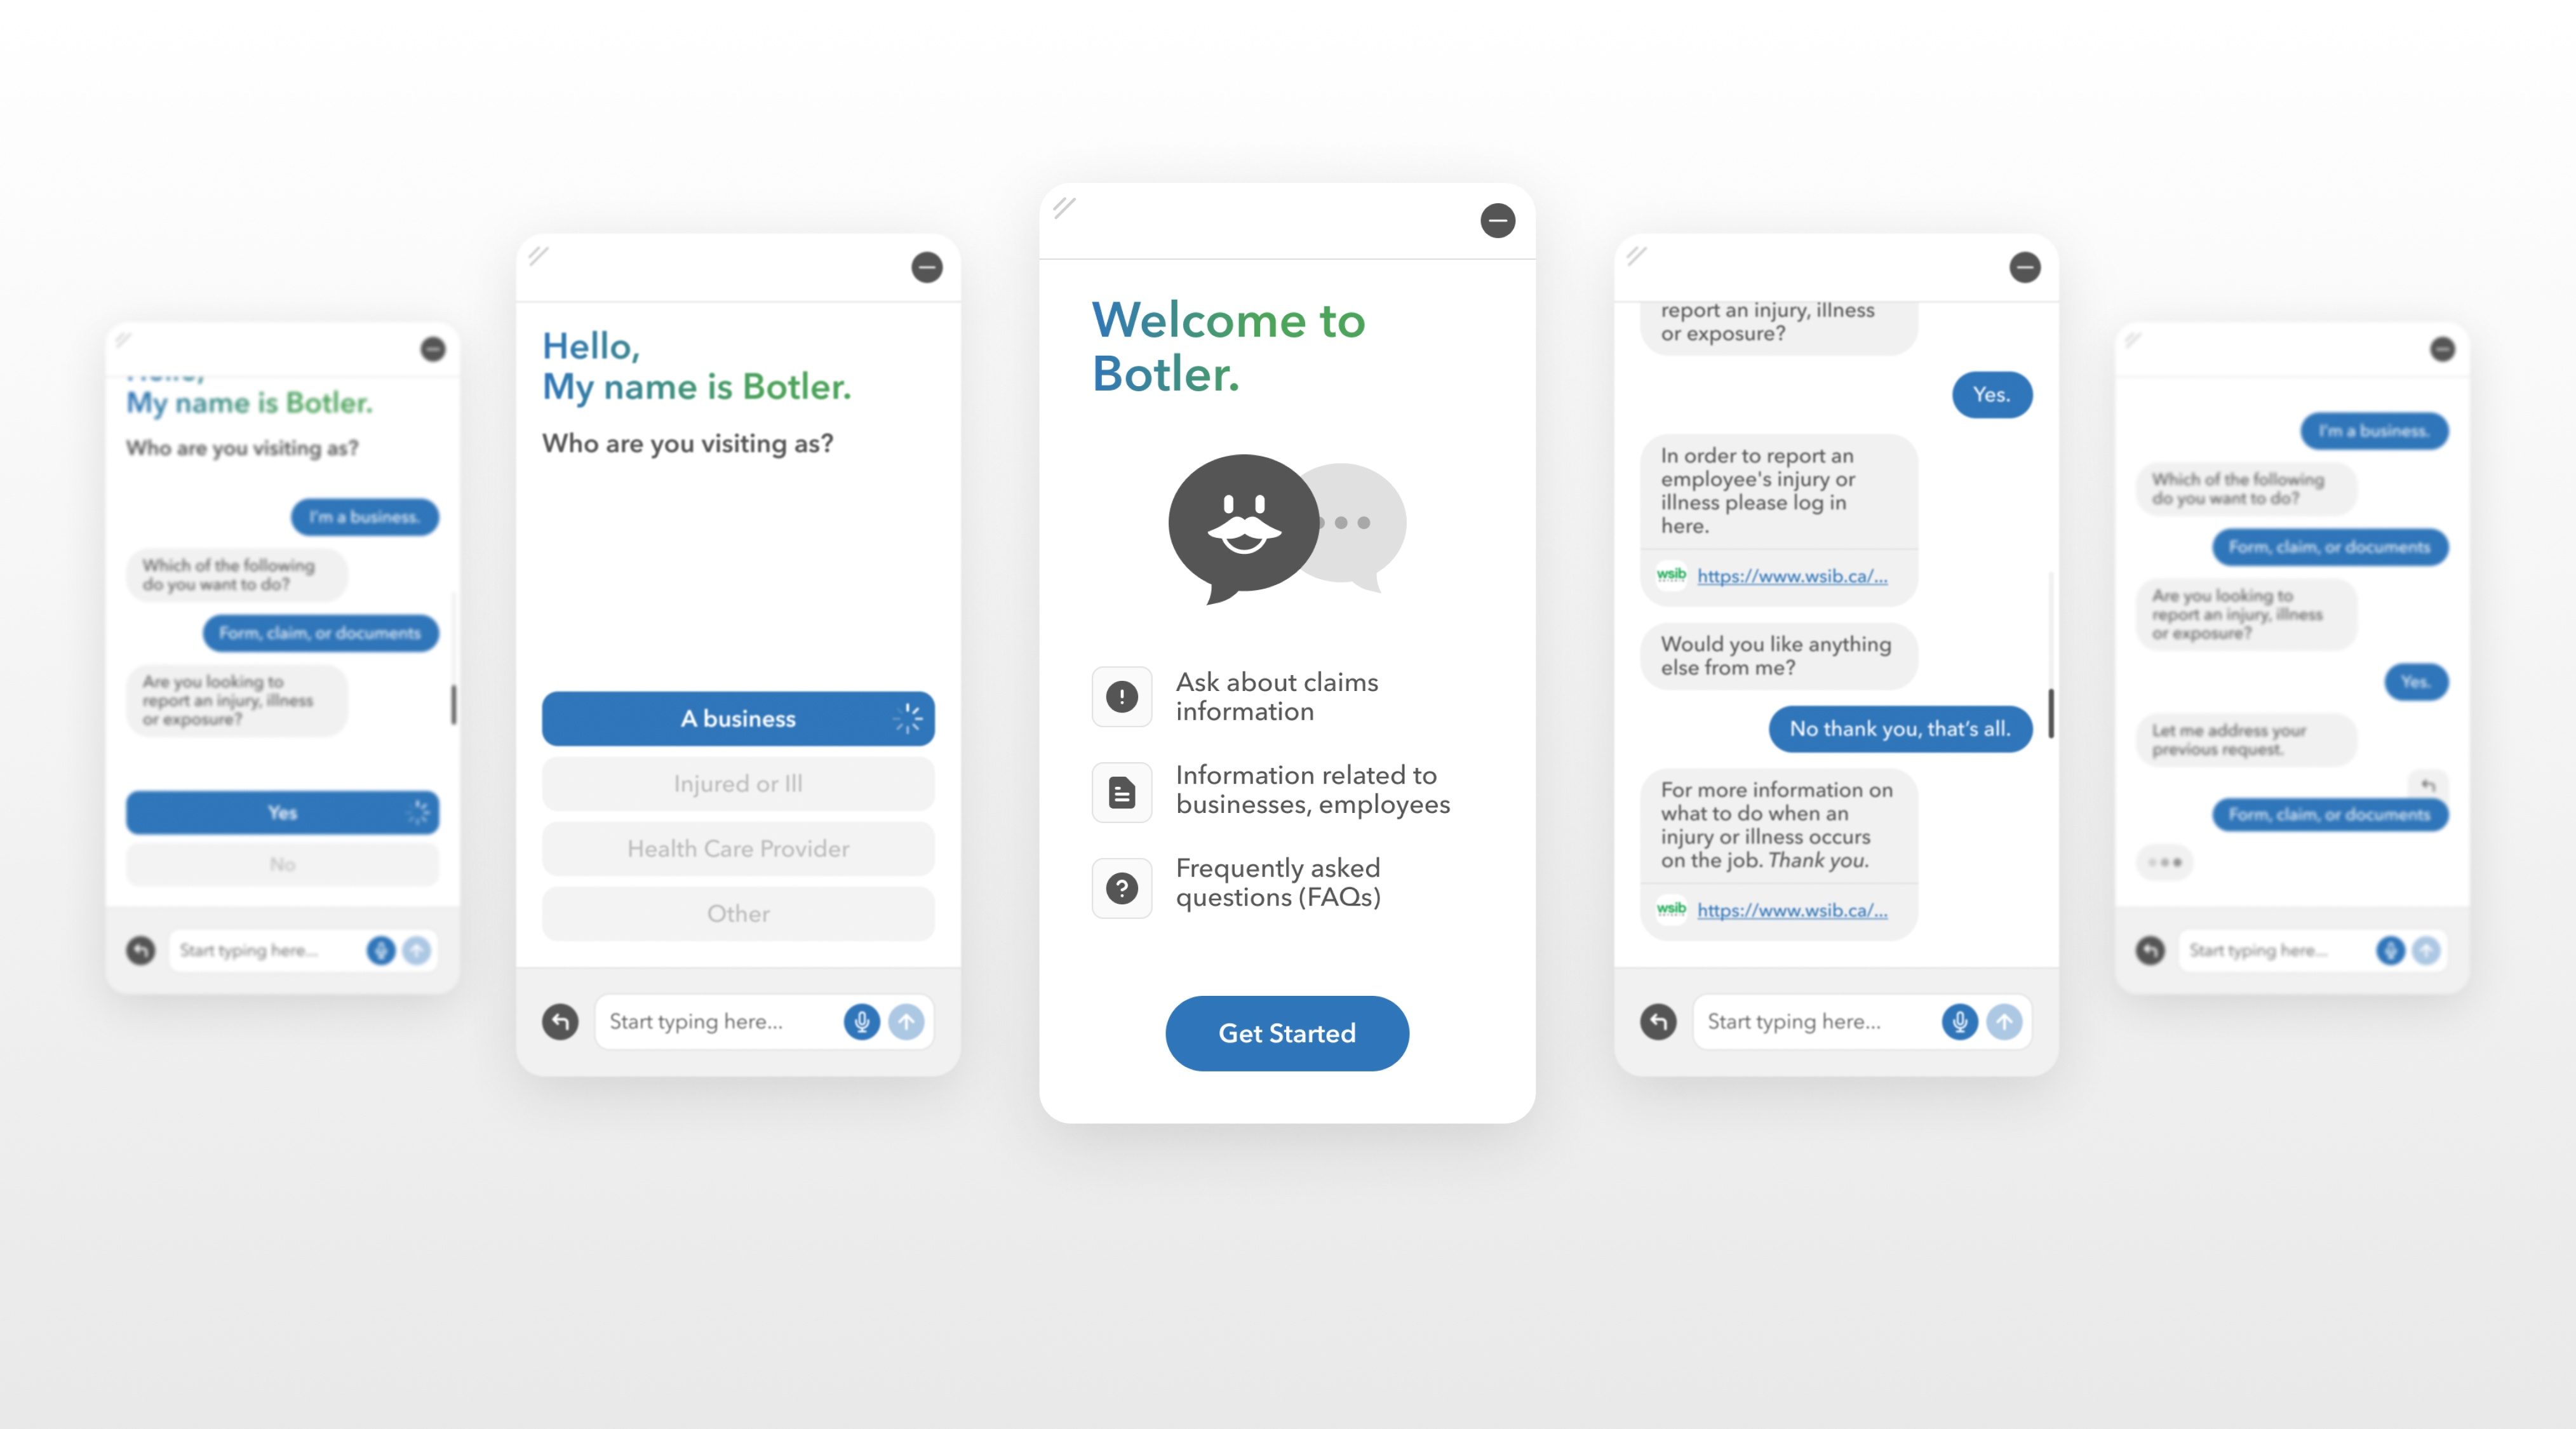 My name is Botler.
Who are you visiting as?
I'm a business.
Which of the following
do you want to do?
Form, claim, or documents
Are you looking to
report an injury, illness
or exposure?
Yes
No
Start typing here...
Hello,
My name is Botler.
Who are you visiting as?
A business
Injured or Ill
Health Care Provider
Other
Start typing here...
Welcome to
Botler.
Ask about claims
information
Information related to
businesses, employees
Frequently asked
questions (FAQs)
Get Started
report an injury, illness
or exposure?
Yes.
In order to report an
employee's injury or
illness please log in
here.
wsib https://www.wsib.ca/...
Would you like anything
else from me?
No thank you, that’s all.
For more information on
what to do when an
injury or illness occurs
on the job. Thank you.
wsib https://www.wsib.ca/...
Start typing here...
I'm a business.
Which of the following
do you want to do?
Form, claim, or documents
Are you looking to
report an injury, illness
or exposure?
Yes.
Let me address your
previous request.
Form, claim, or documents
Start typing here...